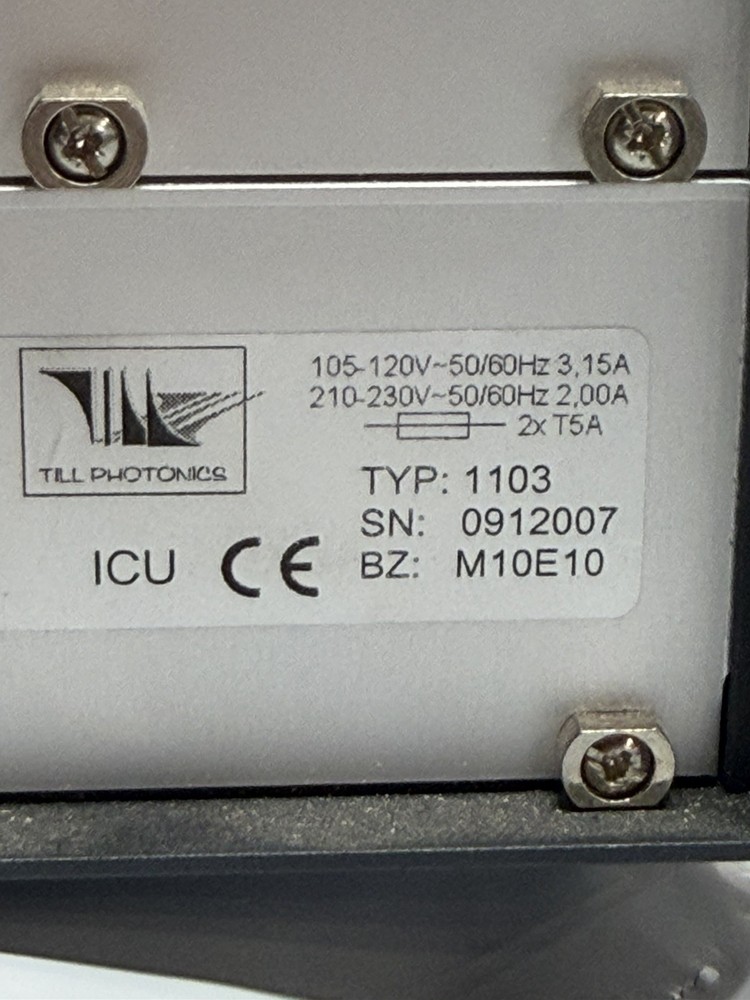 TILL PHOTONICS
105-120V~50/60Hz 3,15A
210-230V~50/60Hz 2,00A
2x T5A
TYP: 1103
SN: 0912007
ICU CE BZ: M10E10